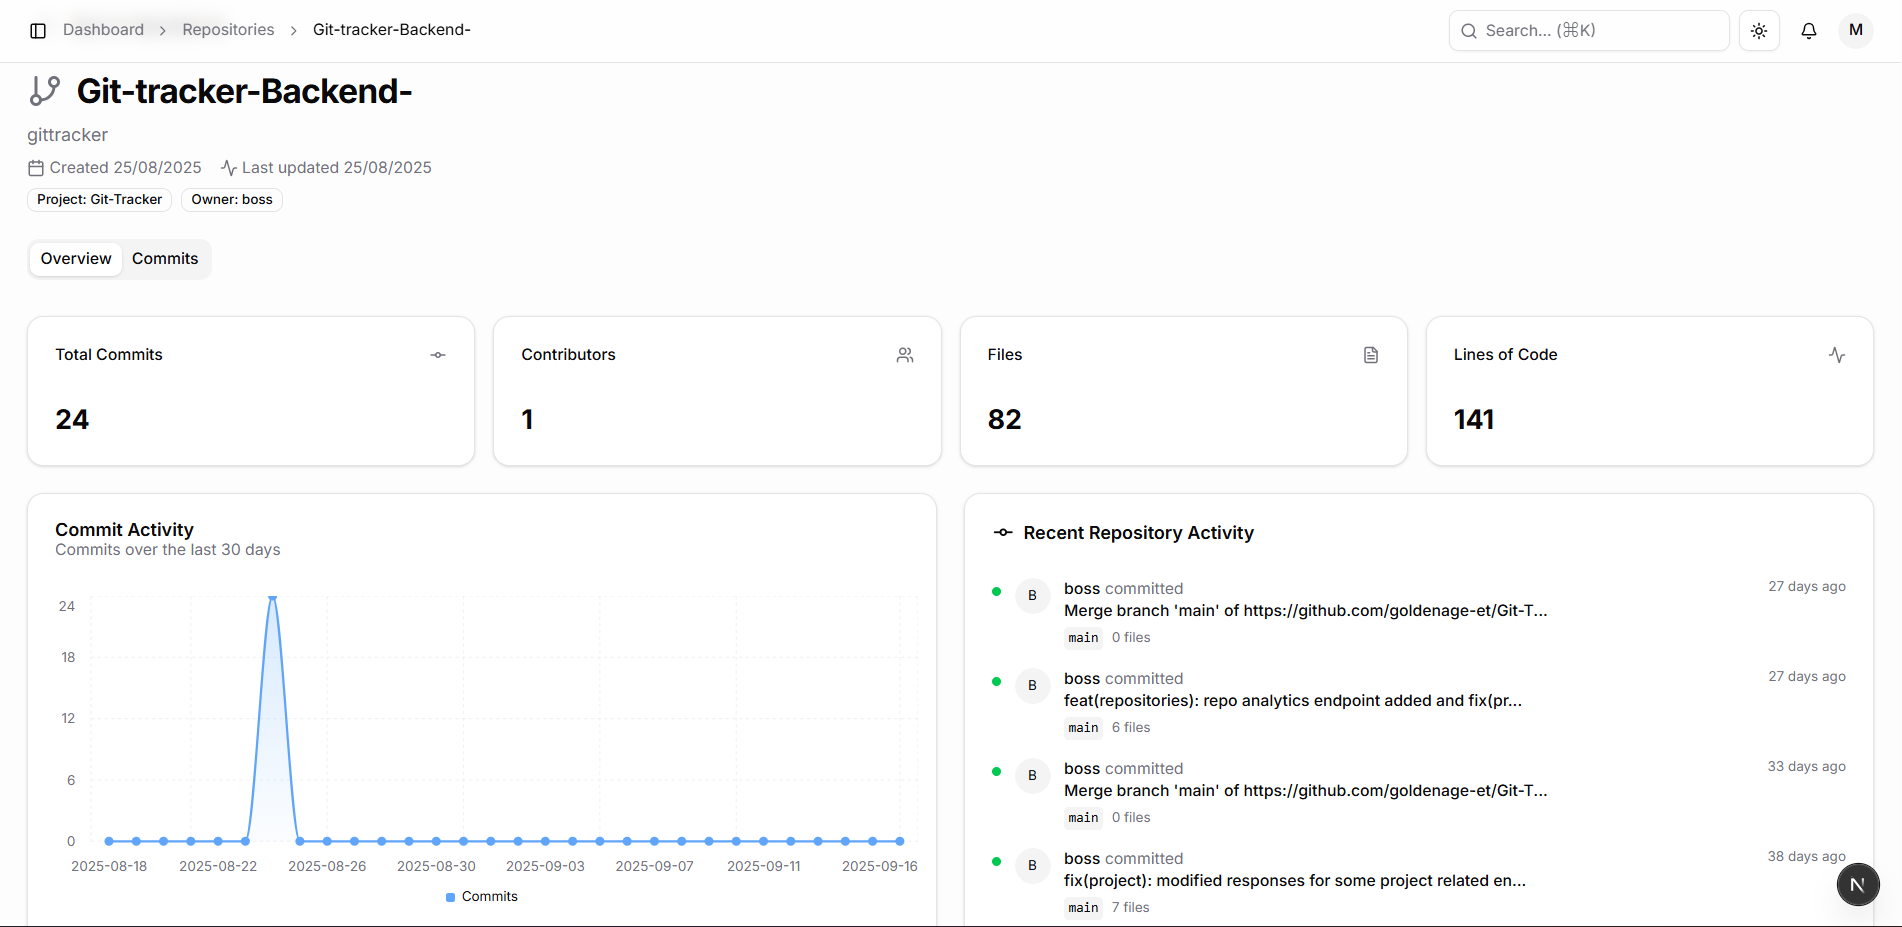 Dashboard > Repositories > Git-tracker-Backend-
Search... (⌘K)
M
Git-tracker-Backend-
gittracker
Created 25/08/2025 Last updated 25/08/2025
Project: Git-Tracker Owner: boss
Overview Commits
Total Commits
24
Contributors
1
Files
82
Lines of Code
141
Commit Activity
Commits over the last 30 days
24
18
12
6
0
2025-08-18 2025-08-22 2025-08-26 2025-08-30 2025-09-03 2025-09-07 2025-09-11 2025-09-16
Commits
Recent Repository Activity
B
boss committed 27 days ago
Merge branch 'main' of https://github.com/goldenage-et/Git-T...
main 0 files
B
boss committed 27 days ago
feat(repositories): repo analytics endpoint added and fix(pr...
main 6 files
B
boss committed 33 days ago
Merge branch 'main' of https://github.com/goldenage-et/Git-T...
main 0 files
B
boss committed 38 days ago
fix(project): modified responses for some project related en...
main 7 files
N